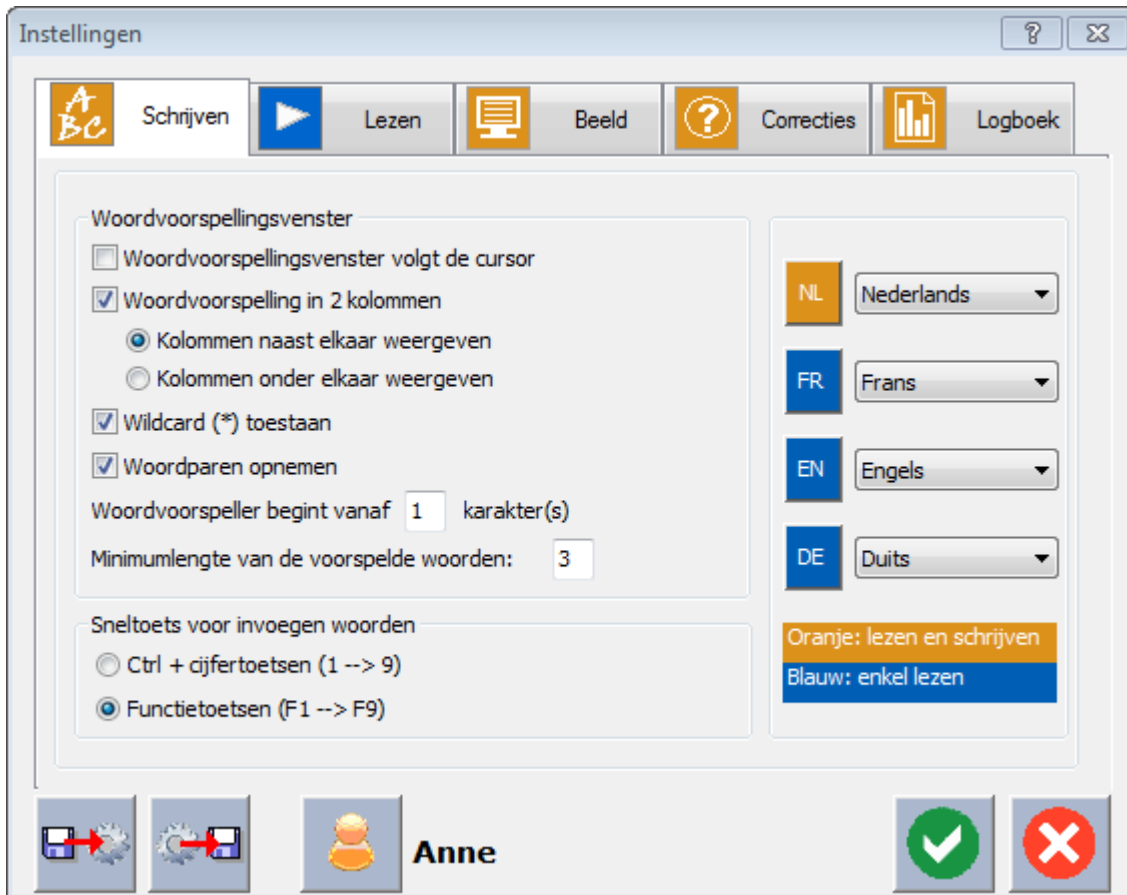 Instellingen
ABC Schrijven Lezen Beeld ? Correcties Logboek
Woordvoorspellingsvenster
Woordvoorspellingsvenster volgt de cursor
Woordvoorspelling in 2 kolommen
Kolommen naast elkaar weergeven
Kolommen onder elkaar weergeven
Wildcard (*) toestaan
Woordparen opnemen
Woordvoorspeller begint vanaf 1 karakter(s)
Minimumlengte van de voorspelde woorden: 3
Sneltoets voor invoegen woorden
Ctrl + cijfertoetsen (1 --> 9)
Functietoetsen (F1 --> F9)
NL Nederlands
FR Frans
EN Engels
DE Duits
Oranje: lezen en schrijven
Blauw: enkel lezen
Anne